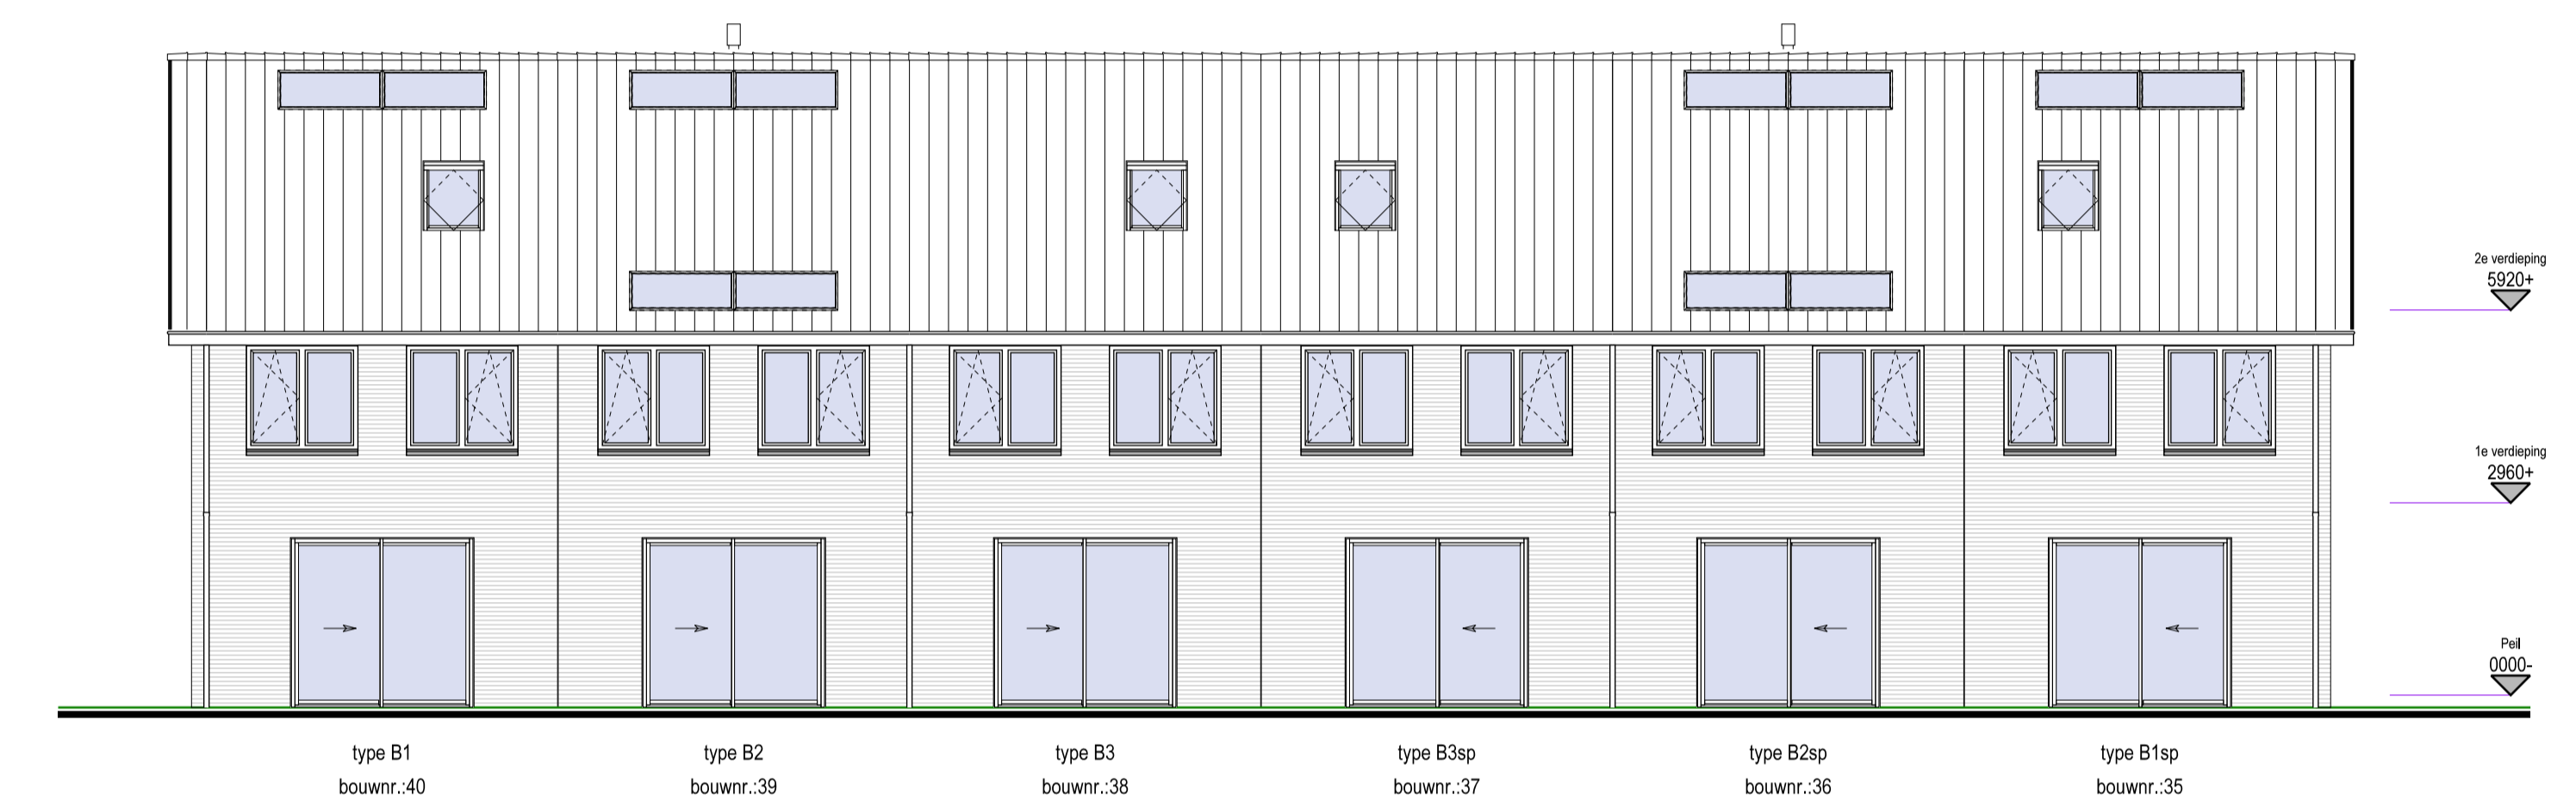 2e verdieping
5920+
1e verdieping
2960+
Peil
0000-
type B1
bouwnr.:40
type B2
bouwnr.:39
type B3
bouwnr.:38
type B3sp
bouwnr.:37
type B2sp
bouwnr.:36
type B1sp
bouwnr.:35